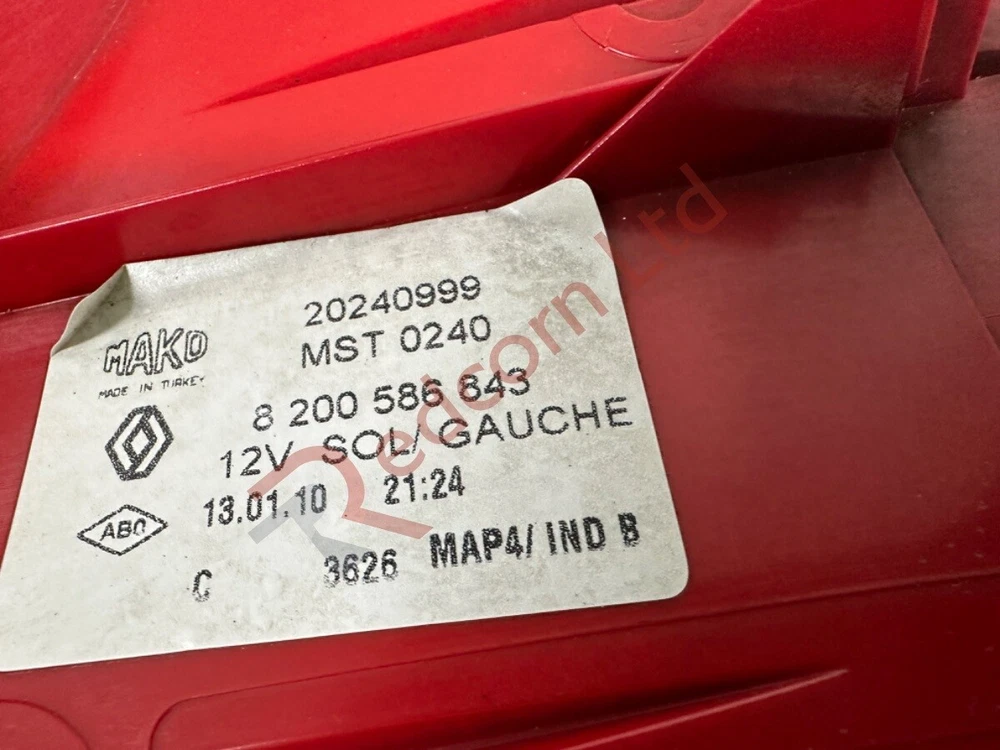 20240999
MAKO
MST 0240
MADE IN TURKEY
8 200 586 843
12V SOL/ GAUCHE
13.01.10 21:24
ABO
C 3626 MAP4/ IND B
Redcorn Ltd